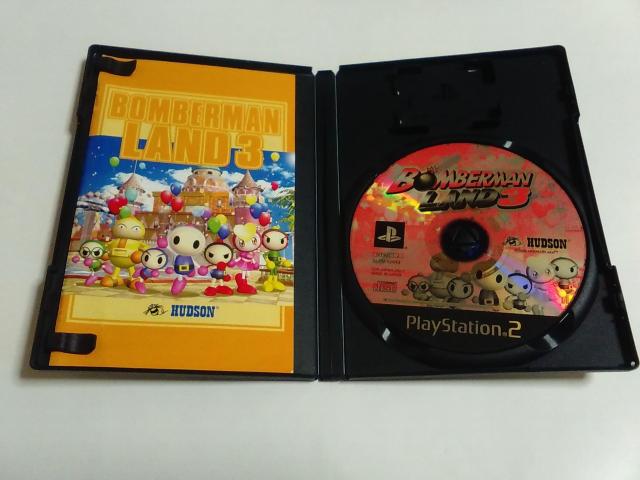 BOMBERMAN
LAND 3
HUDSON
BOMBERMAN
LAND 3
HUDSON
PlayStation 2